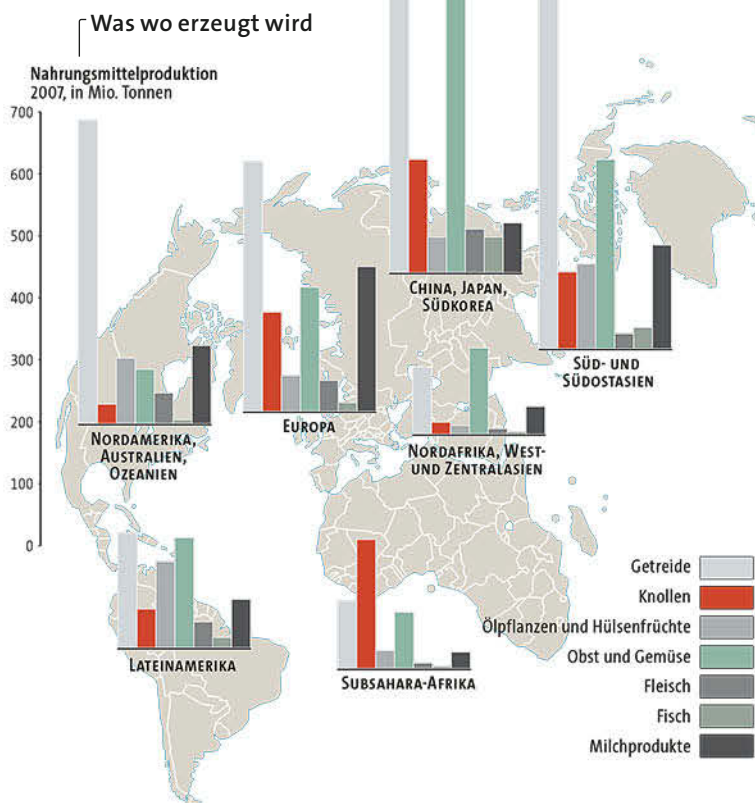 Was wo erzeugt wird
Nahrungsmittelproduktion
2007, in Mio. Tonnen
700
600
500
400
300
200
100
0
China, Japan,
Südkorea
Süd- und
Südostasien
Europa
Nordamerika,
Australien,
Ozeanien
Nordafrika, West-
und Zentralasien
Lateinamerika
Subsahara-Afrika
Getreide
Knollen
Ölpflanzen und Hülsenfrüchte
Obst und Gemüse
Fleisch
Fisch
Milchprodukte